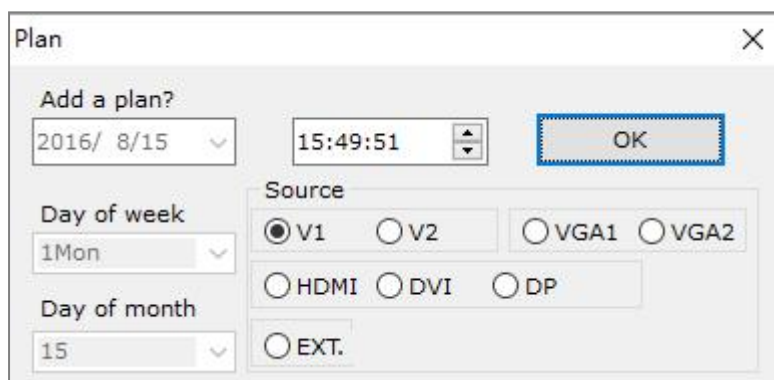 Plan
Add a plan?
2016/ 8/15 15:49:51 OK
Source
Day of week
V1 V2 VGA1 VGA2
1Mon
HDMI DVI DP
Day of month
15 EXT.